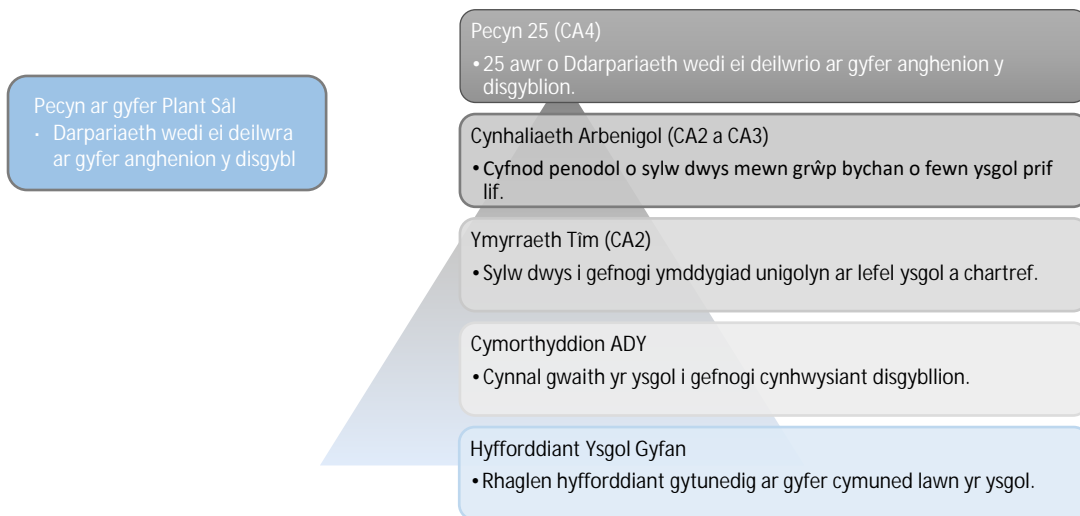 Pecyn ar gyfer Plant Sâl
· Darpariaeth wedi ei deilwra
ar gyfer anghenion y disgybl
Pecyn 25 (CA4)
• 25 awr o Ddarpariaeth wedi ei deilwrio ar gyfer anghenion y
disgyblion.
Cynhaliaeth Arbenigol (CA2 a CA3)
• Cyfnod penodol o sylw dwys mewn grŵp bychan o fewn ysgol prif
lif.
Ymyrraeth Tîm (CA2)
• Sylw dwys i gefnogi ymddygiad unigolyn ar lefel ysgol a chartref.
Cymorthyddion ADY
• Cynnal gwaith yr ysgol i gefnogi cynhwysiant disgybllion.
Hyfforddiant Ysgol Gyfan
• Rhaglen hyfforddiant gytunedig ar gyfer cymuned lawn yr ysgol.